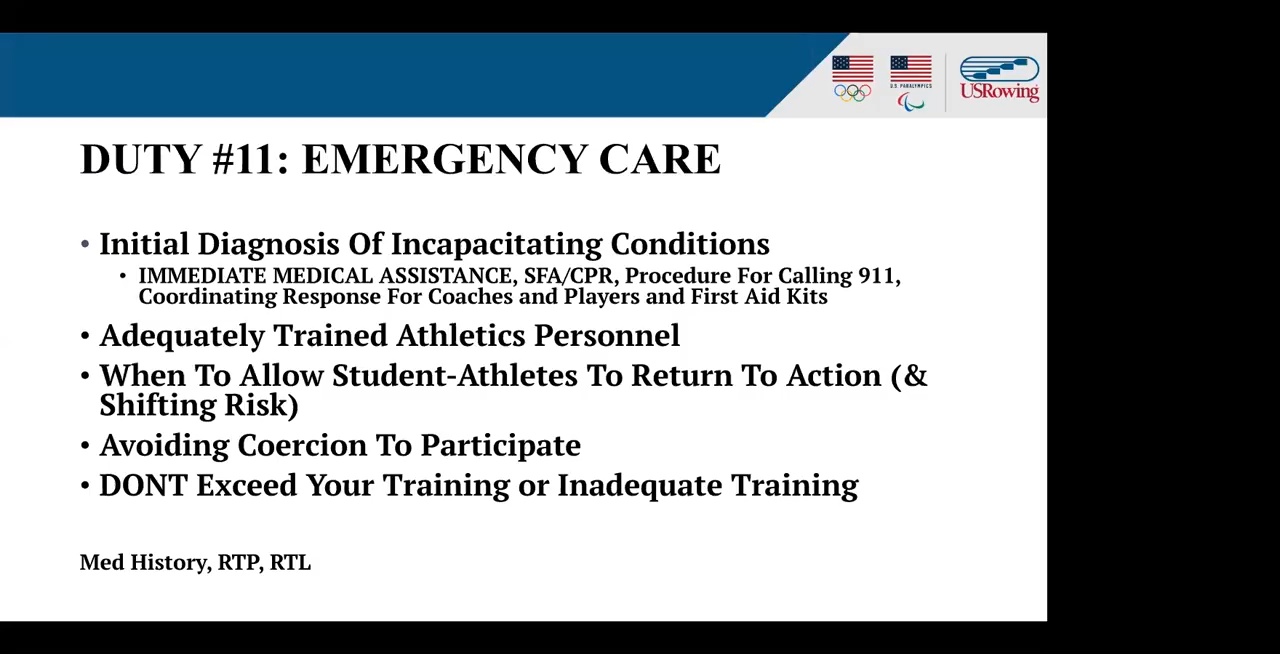 U.S. PARALYMPICS
USRowing
DUTY #11: EMERGENCY CARE
• Initial Diagnosis Of Incapacitating Conditions
• IMMEDIATE MEDICAL ASSISTANCE, SFA/CPR, Procedure For Calling 911,
Coordinating Response For Coaches and Players and First Aid Kits
• Adequately Trained Athletics Personnel
• When To Allow Student-Athletes To Return To Action (&
Shifting Risk)
• Avoiding Coercion To Participate
• DONT Exceed Your Training or Inadequate Training
Med History, RTP, RTL